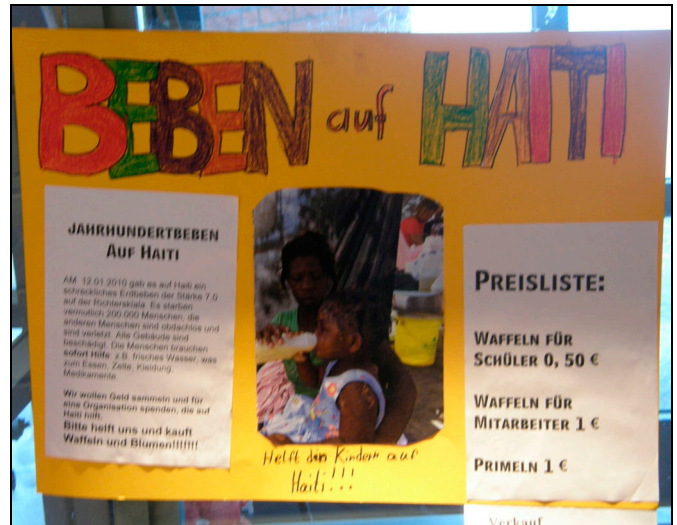 BEBEN auf HAITI
JAHRHUNDERTBEBEN
AUF HAITI
AM 12.01.2010 gab es auf Haiti ein
schreckliches Erdbeben der Stärke 7,0
auf der Richterskala. Es starben
vermutlich 200.000 Menschen, die
anderen Menschen sind obdachlos und
sind verletzt. Alle Gebäude sind
beschädigt. Die Menschen brauchen
sofort Hilfe z.B. frisches Wasser, was
zum Essen, Zelte, Kleidung,
Medikamente.
Wir wollen Geld sammeln und für
eine Organisation spenden, die auf
Haiti hilft.
Bitte helft uns und kauft
Waffeln und Blumen!!!!!!!
Helft den Kindern auf
Haiti!!!
PREISLISTE:
WAFFELN FÜR
SCHÜLER 0, 50 €
WAFFELN FÜR
MITARBEITER 1 €
PRIMELN 1 €
Verkauf